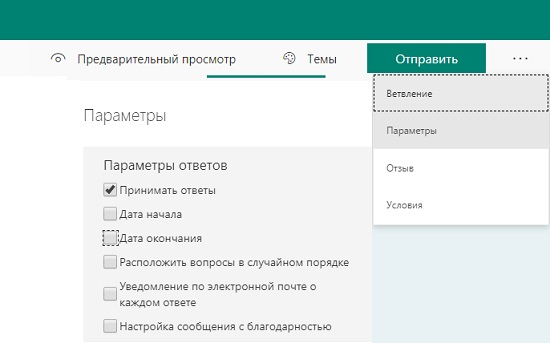 Предварительный просмотр Темы Отправить ...
Ветвление
Параметры
Отзыв
Условия
Параметры
Параметры ответов
Принимать ответы
Дата начала
Дата окончания
Расположить вопросы в случайном порядке
Уведомление по электронной почте о
каждом ответе
Настройка сообщения с благодарностью